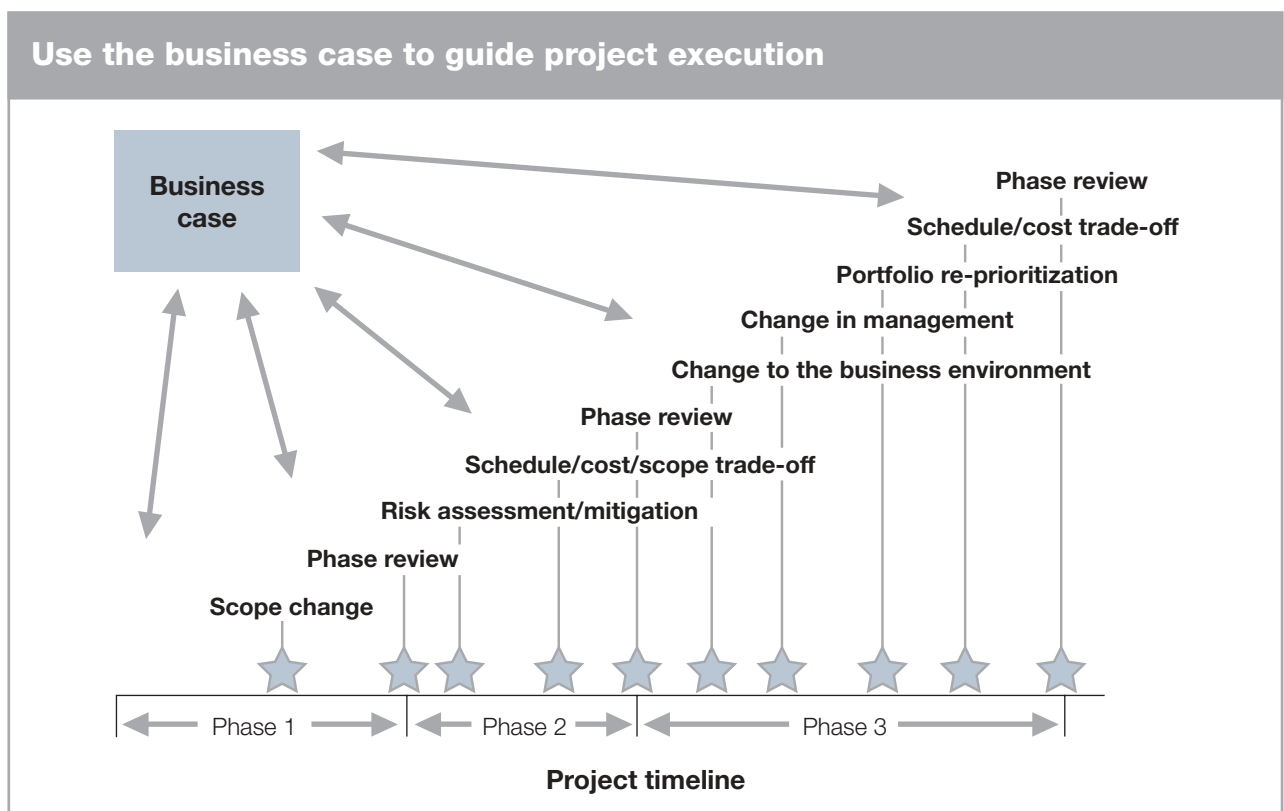 Use the business case to guide project execution
Business
case
Phase review
Schedule/cost trade-off
Portfolio re-prioritization
Change in management
Change to the business environment
Phase review
Schedule/cost/scope trade-off
Risk assessment/mitigation
Phase review
Scope change
Phase 1
Phase 2
Phase 3
Project timeline